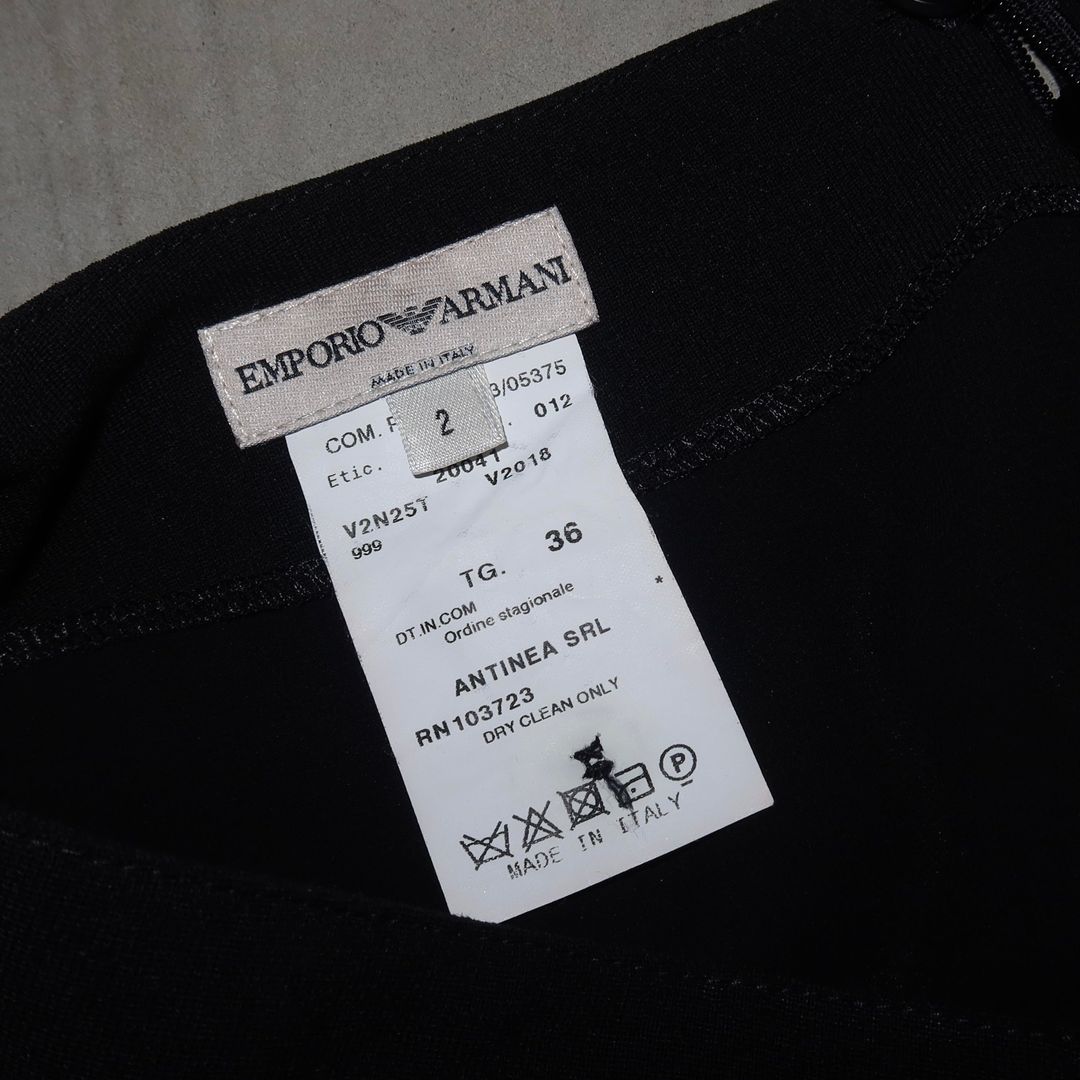 EMPORIO ARMANI
MADE IN ITALY
2
3/05375
COM. 012
Etic. 20041
V2N25T V2018
999
TG. 36
DT.IN.COM
Ordine stagionale *
ANTINEA SRL
RN103723
DRY CLEAN ONLY
P
MADE IN ITALY